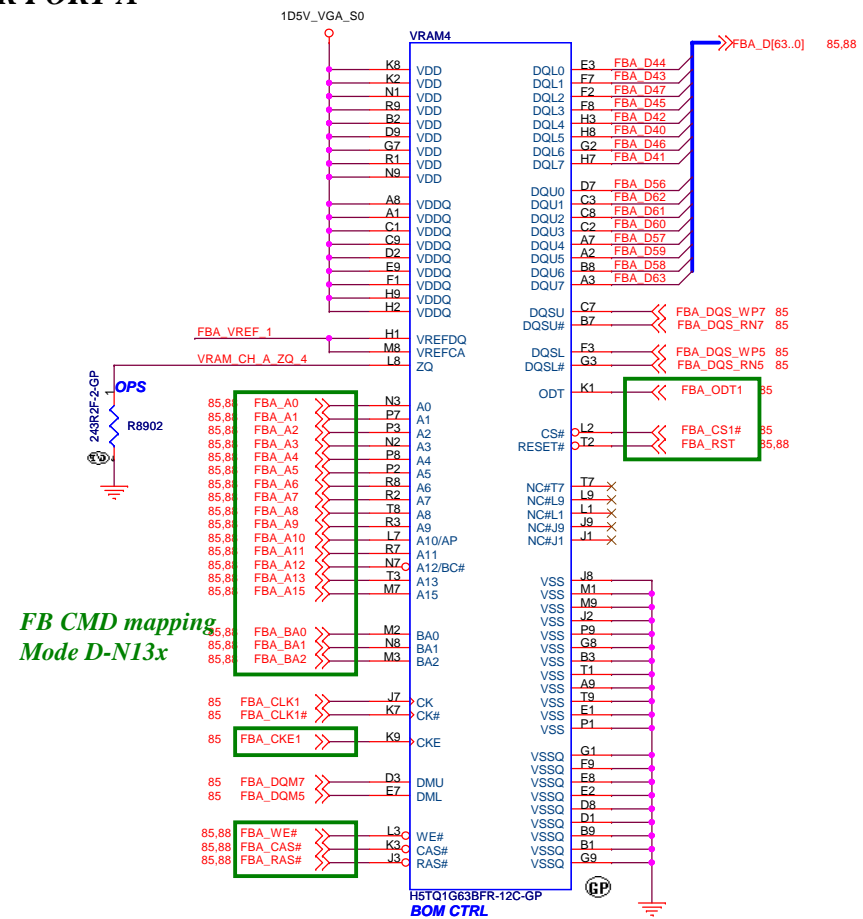 1D5V_VGA_S0
VRAM4
FBA_D[63..0] 85,88
K8 VDD
K2 VDD
N1 VDD
R9 VDD
B2 VDD
D9 VDD
G7 VDD
R1 VDD
N9 VDD
A8 VDDQ
A1 VDDQ
C1 VDDQ
C9 VDDQ
D2 VDDQ
E9 VDDQ
F1 VDDQ
H9 VDDQ
H2 VDDQ
FBA_VREF_1 H1 VREFDQ
M8 VREFCA
VRAM_CH_A_ZQ_4 L8 ZQ
1 OPS
243R2F-2-GP
R8902
85,88 FBA_A0 N3 A0
85,88 FBA_A1 P7 A1
85,88 FBA_A2 P3 A2
85,88 FBA_A3 N2 A3
85,88 FBA_A4 P8 A4
85,88 FBA_A5 P2 A5
85,88 FBA_A6 R8 A6
85,88 FBA_A7 R2 A7
85,88 FBA_A8 T8 A8
85,88 FBA_A9 R3 A9
85,88 FBA_A10 L7 A10/AP
85,88 FBA_A11 R7 A11
85,88 FBA_A12 N7 A12/BC#
85,88 FBA_A13 T3 A13
85,88 FBA_A15 M7 A15
FB CMD mapping
Mode D-N13x
85,88 FBA_BA0 M2 BA0
85,88 FBA_BA1 N8 BA1
85,88 FBA_BA2 M3 BA2
85 FBA_CLK1 J7 CK
85 FBA_CLK1# K7 CK#
85 FBA_CKE1 K9 CKE
85 FBA_DQM7 D3 DMU
85 FBA_DQM5 E7 DML
85,88 FBA_WE# L3 WE#
85,88 FBA_CAS# K3 CAS#
85,88 FBA_RAS# J3 RAS#
DQL0 E3 FBA_D44
DQL1 F7 FBA_D43
DQL2 F2 FBA_D47
DQL3 F8 FBA_D45
DQL4 H3 FBA_D42
DQL5 H8 FBA_D40
DQL6 G2 FBA_D46
DQL7 H7 FBA_D41
DQU0 D7 FBA_D56
DQU1 C3 FBA_D62
DQU2 C8 FBA_D61
DQU3 C2 FBA_D60
DQU4 A7 FBA_D57
DQU5 A2 FBA_D59
DQU6 B8 FBA_D58
DQU7 A3 FBA_D63
DQSU C7 FBA_DQS_WP7 85
DQSU# B7 FBA_DQS_RN7 85
DQSL F3 FBA_DQS_WP5 85
DQSL# G3 FBA_DQS_RN5 85
ODT K1 FBA_ODT1 85
CS# L2 FBA_CS1# 85
RESET# T2 FBA_RST 85,88
NC#T7 T7
NC#L9 L9
NC#L1 L1
NC#J9 J9
NC#J1 J1
VSS J8
VSS M1
VSS M9
VSS J2
VSS P9
VSS G8
VSS B3
VSS T1
VSS A9
VSS T9
VSS E1
VSS P1
VSSQ G1
VSSQ F9
VSSQ E8
VSSQ E2
VSSQ D8
VSSQ D1
VSSQ B9
VSSQ B1
VSSQ G9
H5TQ1G63BFR-12C-GP
GP
BOM CTRL